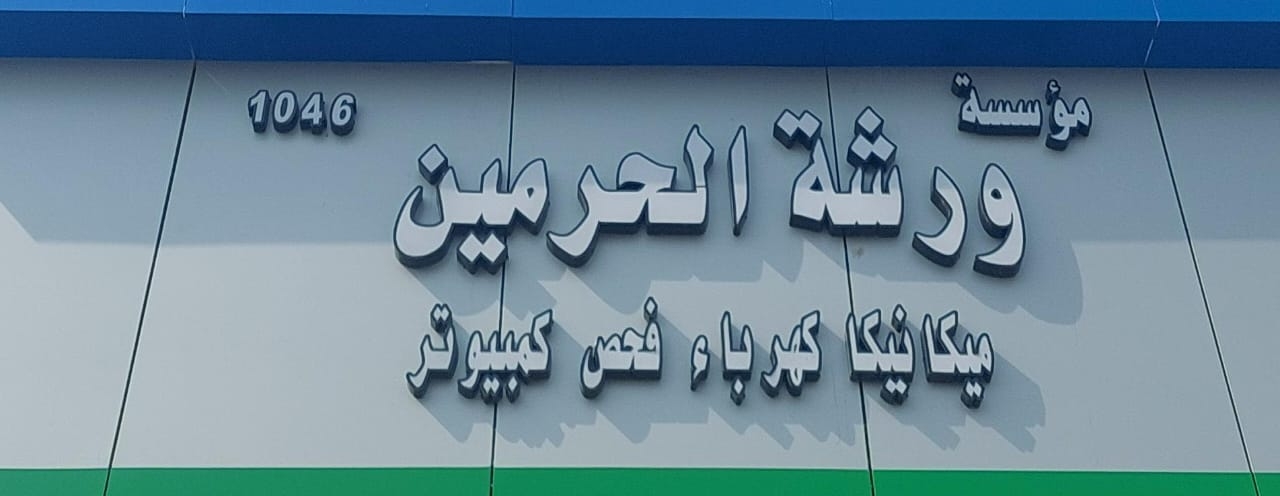 مؤسسة
1046
ورشة الحرمين
ميكانيكا كهرباء فحص كمبيوتر